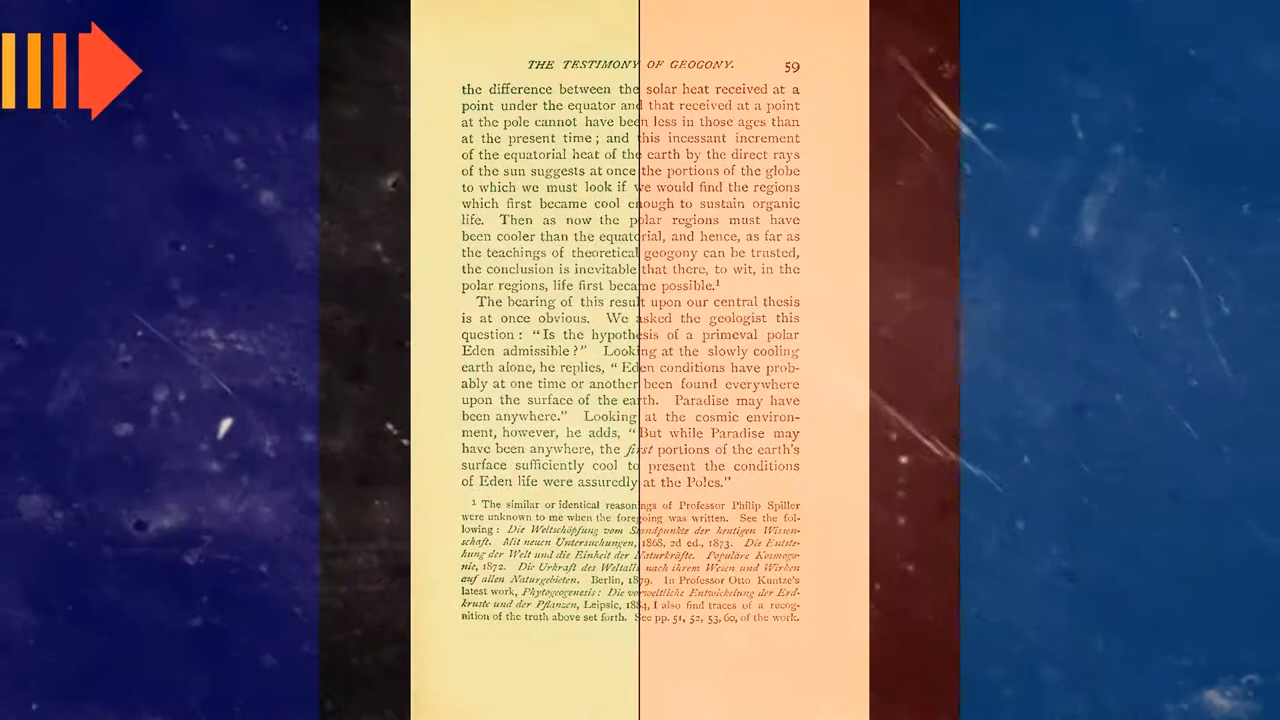 THE TESTIMONY OF GEOGONY. 59
the difference between the solar heat received at a
point under the equator and that received at a point
at the pole cannot have been less in those ages than
at the present time; and this incessant increment
of the equatorial heat of the earth by the direct rays
of the sun suggests at once the portions of the globe
to which we must look if we would find the regions
which first became cool enough to sustain organic
life. Then as now the polar regions must have
been cooler than the equatorial, and hence, as far as
the teachings of theoretical geogony can be trusted,
the conclusion is inevitable that there, to wit, in the
polar regions, life first became possible.¹
The bearing of this result upon our central thesis
is at once obvious. We asked the geologist this
question: "Is the hypothesis of a primeval polar
Eden admissible?" Looking at the slowly cooling
earth alone, he replies, "Eden conditions have prob-
ably at one time or another been found everywhere
upon the surface of the earth. Paradise may have
been anywhere." Looking at the cosmic environ-
ment, however, he adds, "But while Paradise may
have been anywhere, the first portions of the earth's
surface sufficiently cool to present the conditions
of Eden life were assuredly at the Poles."
¹ The similar or identical reasonings of Professor Philip Spiller
were unknown to me when the foregoing was written. See the fol-
lowing: Die Weltschöpfung vom Standpunkte der heutigen Wissen-
schaft. Mit neuen Untersuchungen, 1868, 2d ed., 1873. Die Entste-
hung der Welt und die Einheit der Naturkräfte. Populäre Kosmogo-
nie, 1872. Die Urkraft des Weltalls nach ihrem Wesen und Wirken
auf allen Naturgebieten. Berlin, 1879. In Professor Otto Kuntze's
latest work, Phytogeogenesis: Die vorweltliche Entwickelung der Erd-
kruste und der Pflanzen, Leipsic, 1884, I also find traces of a recog-
nition of the truth above set forth. See pp. 51, 52, 53, 60, of the work.